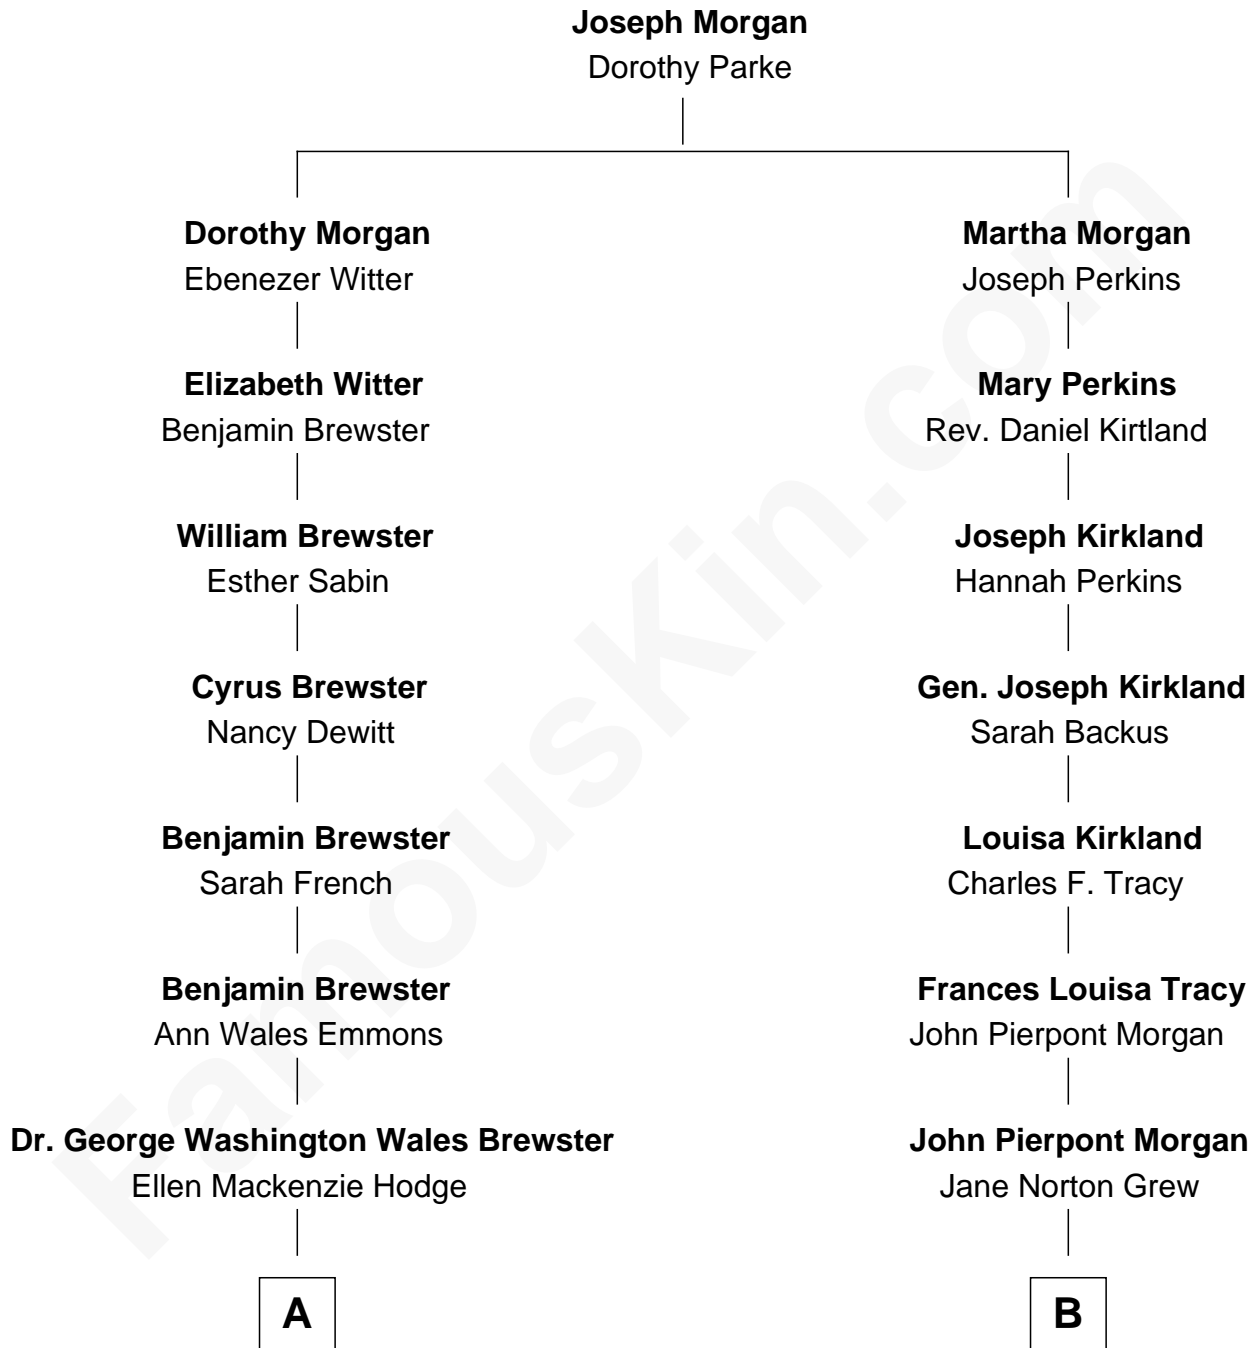 Joseph Morgan
Dorothy Parke
Dorothy Morgan
Ebenezer Witter
Martha Morgan
Joseph Perkins
Elizabeth Witter
Benjamin Brewster
Mary Perkins
Rev. Daniel Kirtland
William Brewster
Esther Sabin
Joseph Kirkland
Hannah Perkins
Cyrus Brewster
Nancy Dewitt
Gen. Joseph Kirkland
Sarah Backus
Benjamin Brewster
Sarah French
Louisa Kirkland
Charles F. Tracy
Benjamin Brewster
Ann Wales Emmons
Frances Louisa Tracy
John Pierpont Morgan
Dr. George Washington Wales Brewster
Ellen Mackenzie Hodge
John Pierpont Morgan
Jane Norton Grew
A
B
FamousKin.com